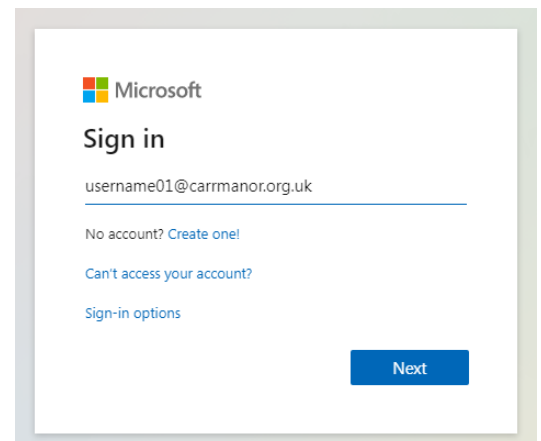 Microsoft
Sign in
username01@carrmanor.org.uk
No account? Create one!
Can't access your account?
Sign-in options
Next